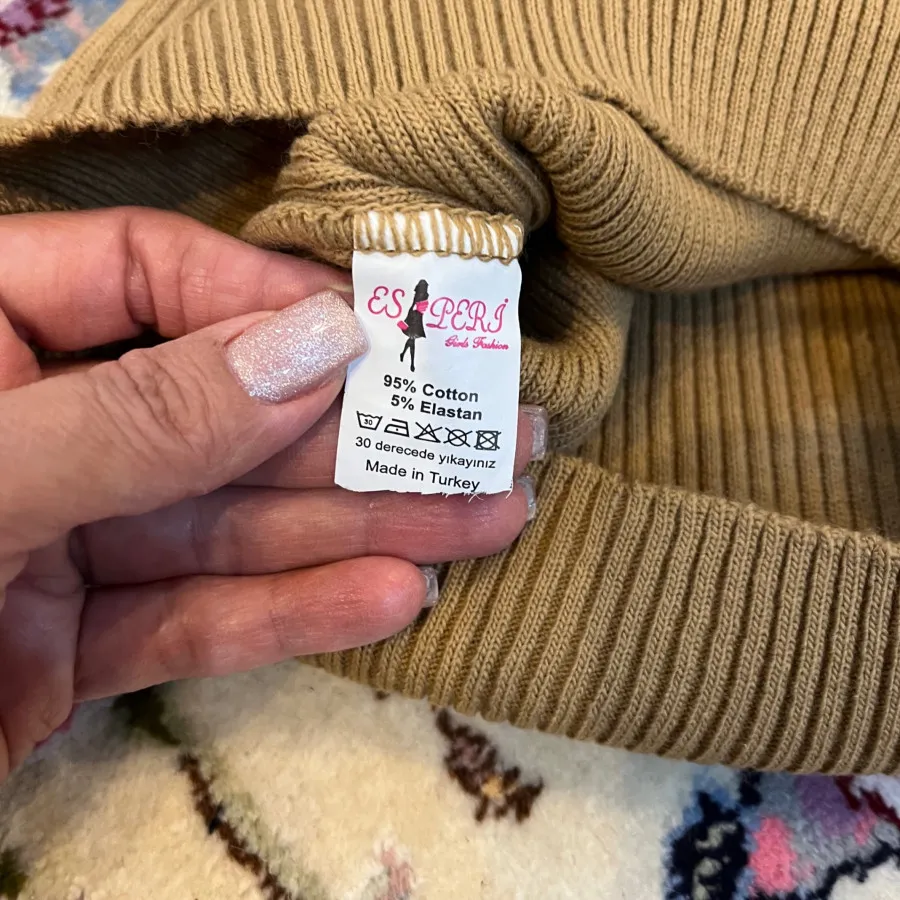 ES PERİ
Girls Fashion
95% Cotton
5% Elastan
30
30 derecede yıkayınız
Made in Turkey